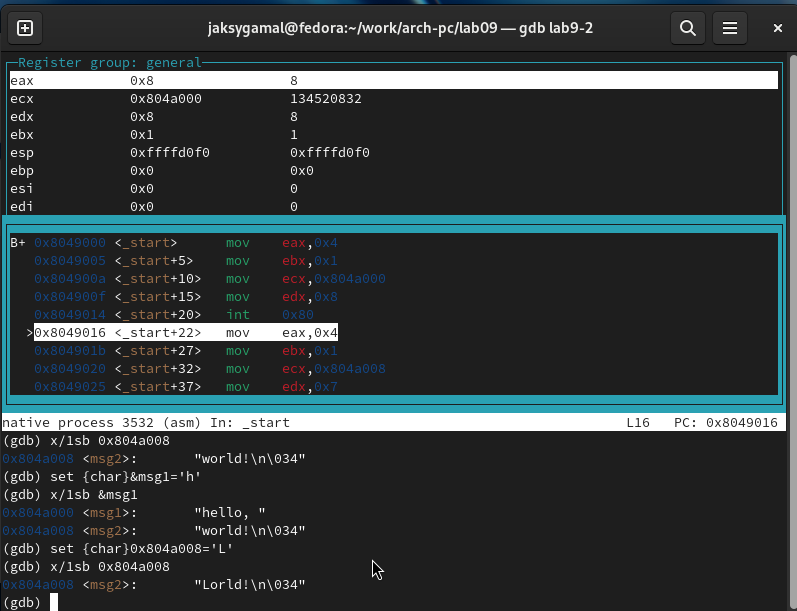 jaksygamal@fedora:~/work/arch-pc/lab09 — gdb lab9-2
Register group: general
eax 0x8 8
ecx 0x804a000 134520832
edx 0x8 8
ebx 0x1 1
esp 0xffffd0f0 0xffffd0f0
ebp 0x0 0x0
esi 0x0 0
edi 0x0 0
B+ 0x8049000 <_start> mov eax,0x4
0x8049005 <_start+5> mov ebx,0x1
0x804900a <_start+10> mov ecx,0x804a000
0x804900f <_start+15> mov edx,0x8
0x8049014 <_start+20> int 0x80
>0x8049016 <_start+22> mov eax,0x4
0x804901b <_start+27> mov ebx,0x1
0x8049020 <_start+32> mov ecx,0x804a008
0x8049025 <_start+37> mov edx,0x7
native process 3532 (asm) In: _start L16 PC: 0x8049016
(gdb) x/1sb 0x804a008
0x804a008 <msg2>: "world!\n\034"
(gdb) set {char}&msg1='h'
(gdb) x/1sb &msg1
0x804a000 <msg1>: "hello, "
0x804a008 <msg2>: "world!\n\034"
(gdb) set {char}0x804a008='L'
(gdb) x/1sb 0x804a008
0x804a008 <msg2>: "Lorld!\n\034"
(gdb)